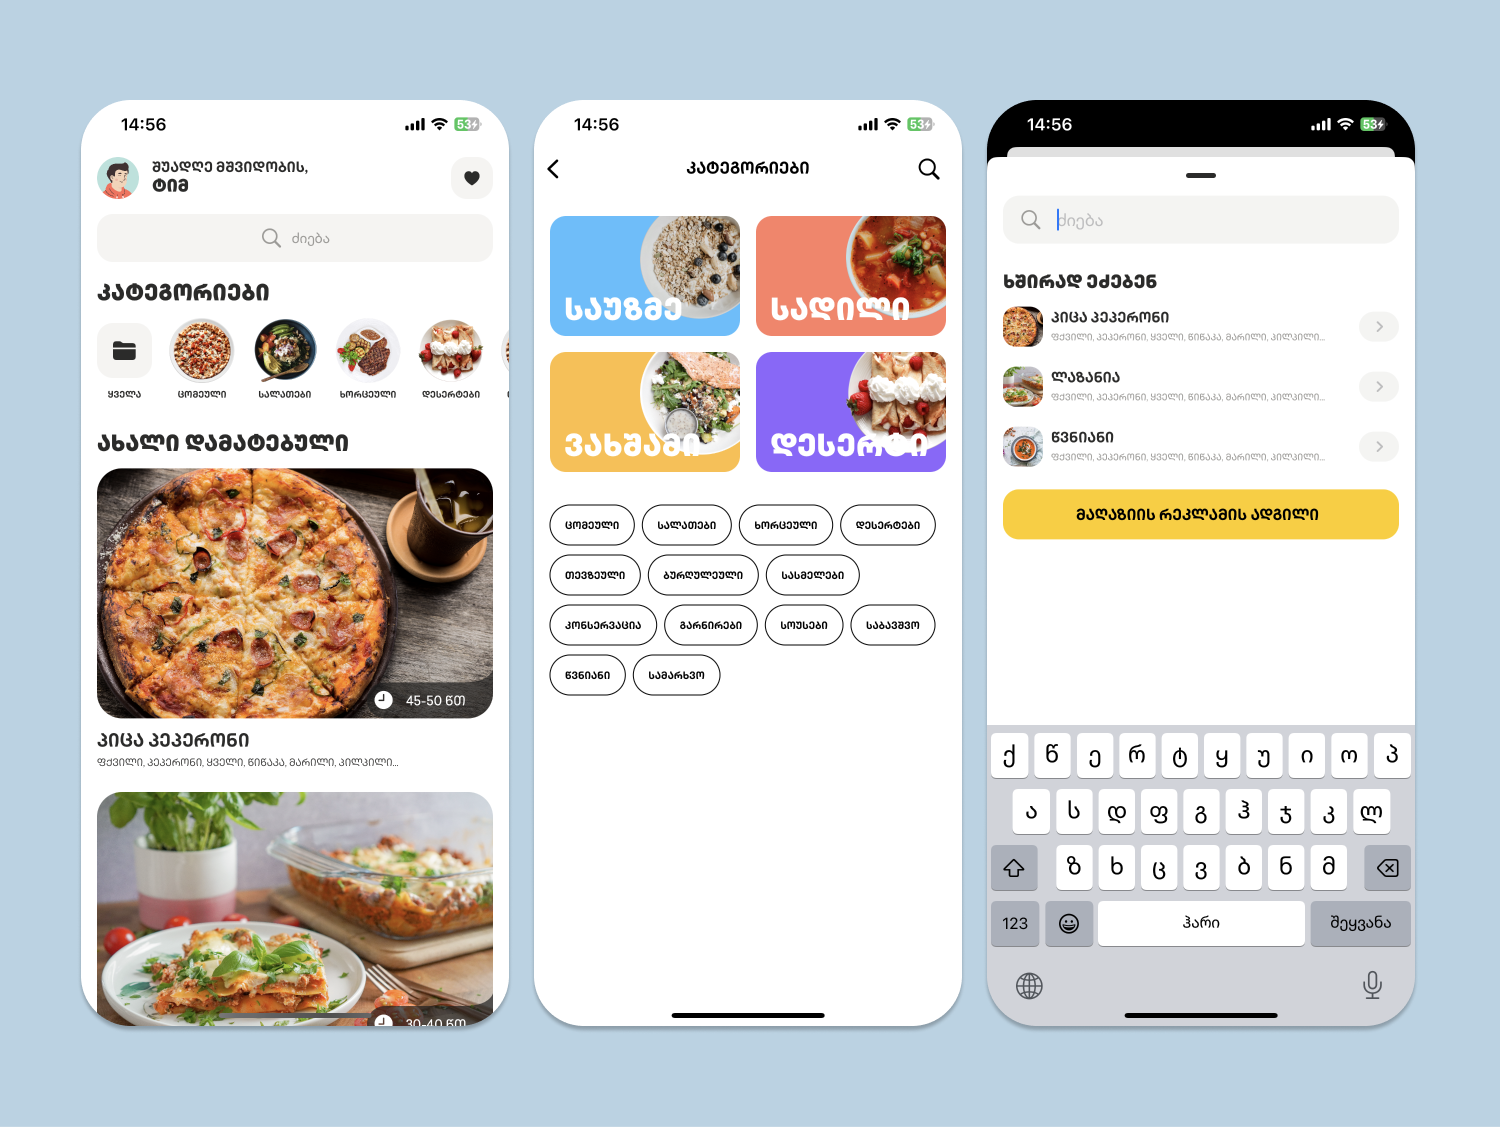 14:56
53
შუადღე მშვიდობის,
ტიმ
ძიება
კატეგორიები
ყველა
ცომეული
სალათები
ხორცეული
დესერტები
ახალი დამატებული
45-50 წთ
პიცა პეპერონი
ფქვილი, პეპერონი, ყველი, წიწაკა, მარილი, პილპილი...
30-40 წთ
14:56
53
კატეგორიები
საუზმე
სადილი
ვახშამი
დესერტი
ცომეული
სალათები
ხორცეული
დესერტები
თევზეული
ბურღულეული
სასმელები
კონსერვაცია
გარნირები
სოუსები
საბავშვო
წვნიანი
სამარხვო
14:56
53
ძიება
ხშირად ეძებენ
პიცა პეპერონი
ფქვილი, პეპერონი, ყველი, წიწაკა, მარილი, პილპილი...
ლაზანია
ფქვილი, პეპერონი, ყველი, წიწაკა, მარილი, პილპილი...
წვნიანი
ფქვილი, პეპერონი, ყველი, წიწაკა, მარილი, პილპილი...
მაღაზიის რეკლამის ადგილი
ქ წ ე რ ტ ყ უ ი ო პ
ა ს დ ფ გ ჰ ჯ კ ლ
ზ ხ ც ვ ბ ნ მ
123 ჰარი შეყვანა